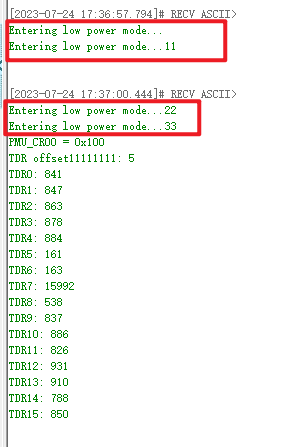 [2023-07-24 17:36:57.794]# RECV ASCII>
Entering low power mode...
Entering low power mode...11
[2023-07-24 17:37:00.444]# RECV ASCII>
Entering low power mode...22
Entering low power mode...33
PMU_CR00 = 0x100
TDR offset11111111: 5
TDR0: 841
TDR1: 847
TDR2: 863
TDR3: 878
TDR4: 884
TDR5: 161
TDR6: 163
TDR7: 15992
TDR8: 538
TDR9: 837
TDR10: 886
TDR11: 826
TDR12: 931
TDR13: 910
TDR14: 788
TDR15: 850